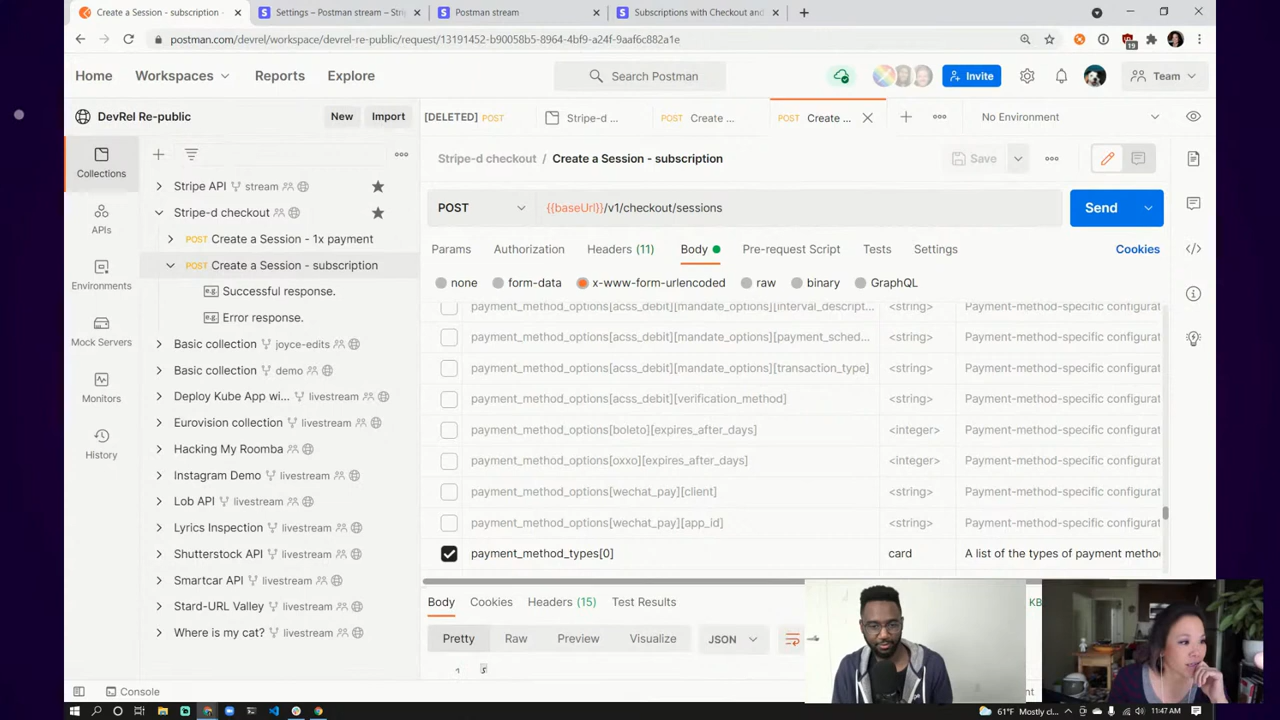 Create a Session - subscription
Settings – Postman stream – Stri
Postman stream
Subscriptions with Checkout and
postman.com/devrel/workspace/devrel-re-public/request/13191452-b90058b5-8964-4bf9-a24f-9aaf6c882a1e
19
Home
Workspaces
Reports
Explore
Search Postman
Invite
Team
DevRel Re-public
New
Import
[DELETED] POST
Stripe-d ...
POST Create ...
POST Create ...
No Environment
Collections
APIs
Environments
Mock Servers
Monitors
History
Stripe API stream
Stripe-d checkout
POST Create a Session - 1x payment
POST Create a Session - subscription
e.g. Successful response.
e.g. Error response.
Basic collection joyce-edits
Basic collection demo
Deploy Kube App wi... livestream
Eurovision collection livestream
Hacking My Roomba
Instagram Demo livestream
Lob API livestream
Lyrics Inspection livestream
Shutterstock API livestream
Smartcar API livestream
Stard-URL Valley livestream
Where is my cat? livestream
Stripe-d checkout / Create a Session - subscription
Save
POST
{{baseUrl}}/v1/checkout/sessions
Send
Params
Authorization
Headers (11)
Body
Pre-request Script
Tests
Settings
Cookies
none
form-data
x-www-form-urlencoded
raw
binary
GraphQL
payment_method_options[acss_debit][mandate_options][interval_descript... <string> Payment-method-specific configurat
payment_method_options[acss_debit][mandate_options][payment_sched... <string> Payment-method-specific configurat
payment_method_options[acss_debit][mandate_options][transaction_type] <string> Payment-method-specific configurat
payment_method_options[acss_debit][verification_method] <string> Payment-method-specific configurat
payment_method_options[boleto][expires_after_days] <integer> Payment-method-specific configurat
payment_method_options[oxxo][expires_after_days] <integer> Payment-method-specific configurat
payment_method_options[wechat_pay][client] <string> Payment-method-specific configurat
payment_method_options[wechat_pay][app_id] <string> Payment-method-specific configurat
payment_method_types[0] card A list of the types of payment metho
Body
Cookies
Headers (15)
Test Results
KB
Pretty
Raw
Preview
Visualize
JSON
Console
61°F Mostly c...
11:47 AM